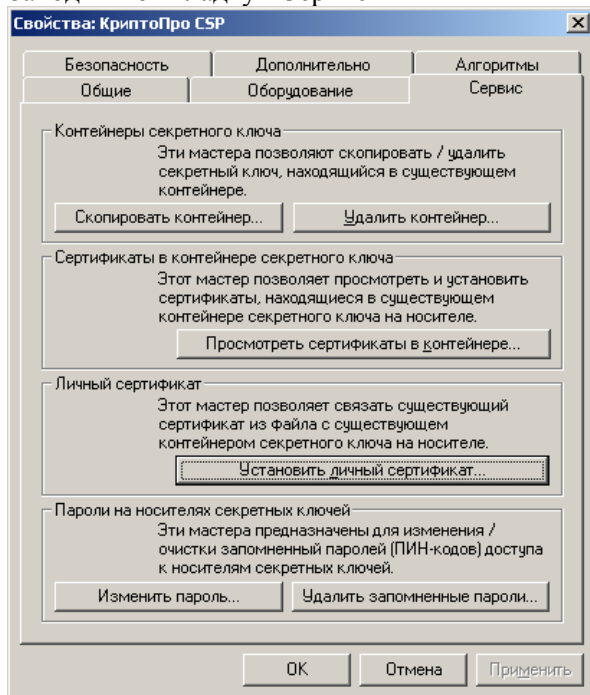 Свойства: КриптоПро CSP
Безопасность Дополнительно Алгоритмы
Общие Оборудование Сервис
Контейнеры секретного ключа
Эти мастера позволяют скопировать / удалить
секретный ключ, находящийся в существующем
контейнере.
Скопировать контейнер... Удалить контейнер...
Сертификаты в контейнере секретного ключа
Этот мастер позволяет просмотреть и установить
сертификаты, находящиеся в существующем
контейнере секретного ключа на носителе.
Просмотреть сертификаты в контейнере...
Личный сертификат
Этот мастер позволяет связать существующий
сертификат из файла с существующем
контейнером секретного ключа на носителе.
Установить личный сертификат...
Пароли на носителях секретных ключей
Эти мастера предназначены для изменения /
очистки запомненный паролей (ПИН-кодов) доступа
к носителям секретных ключей.
Изменить пароль... Удалить запомненные пароли...
OK Отмена Применить